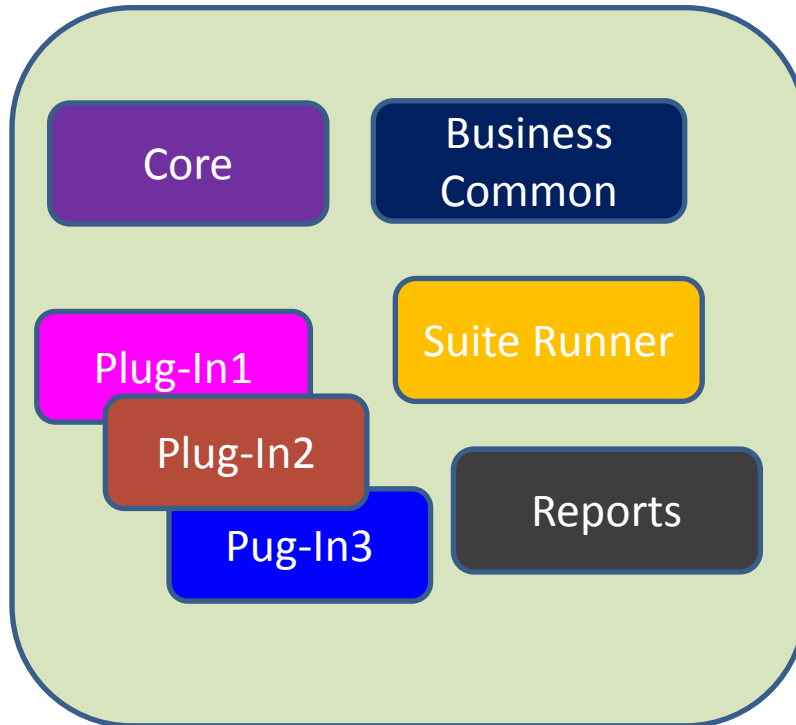 Core
Business
Common
Suite Runner
Plug-In1
Plug-In2
Pug-In3
Reports